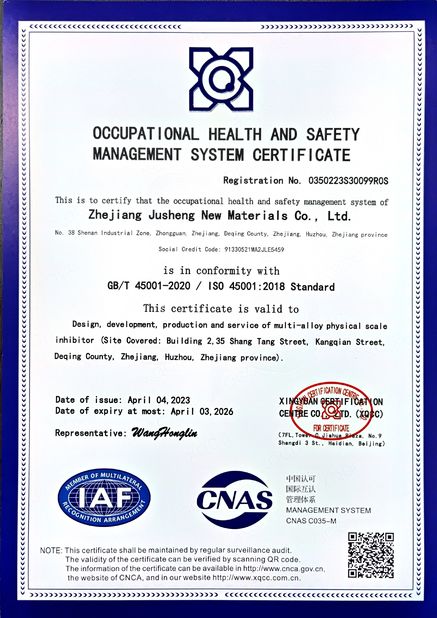 OCCUPATIONAL HEALTH AND SAFETY
MANAGEMENT SYSTEM CERTIFICATE
Registration No. 0350223S30099R0S
This is to certify that the occupational health and safety management system of
Zhejiang Jusheng New Materials Co., Ltd.
No. 38 Shenan Industrial Zone, Zhongguan, Zhejiang, Deqing County, Zhejiang, Huzhou, Zhejiang province
Social Credit Code: 91330521MA2JLE5459
is in conformity with
GB/T 45001-2020 / ISO 45001:2018 Standard
This certificate is valid to
Design, development, production and service of multi-alloy physical scale
inhibitor (Site Covered: Building 2,35 Shang Tang Street, Kangqian Street,
Deqing County, Zhejiang, Huzhou, Zhejiang province).
Date of issue: April 04,2023
Date of expiry at most: April 03,2026
Representative: WangHonglin
XINGYUAN CERTIFICATION
CENTRE CO., LTD. (XQCC)
CERTIFICATION CENTRE
FOR CERTIFICATE
(7FL, Tower C, Jiahua Plaza, No.9
Shangdi 3 St., Haidian, Beijing)
MEMBER OF MULTILATERAL
IAF
RECOGNITION ARRANGEMENT
CNAS
中国认可
国际互认
管理体系
MANAGEMENT SYSTEM
CNAS C035-M
NOTE: This certificate shall be maintained by regular surveillance audit.
The validity of the certificate can be verified by scanning QR code.
The information of the certificate can be available in http://www.cnca.gov.cn,
the website of CNCA, and in our website http://www.xqcc.com.cn.